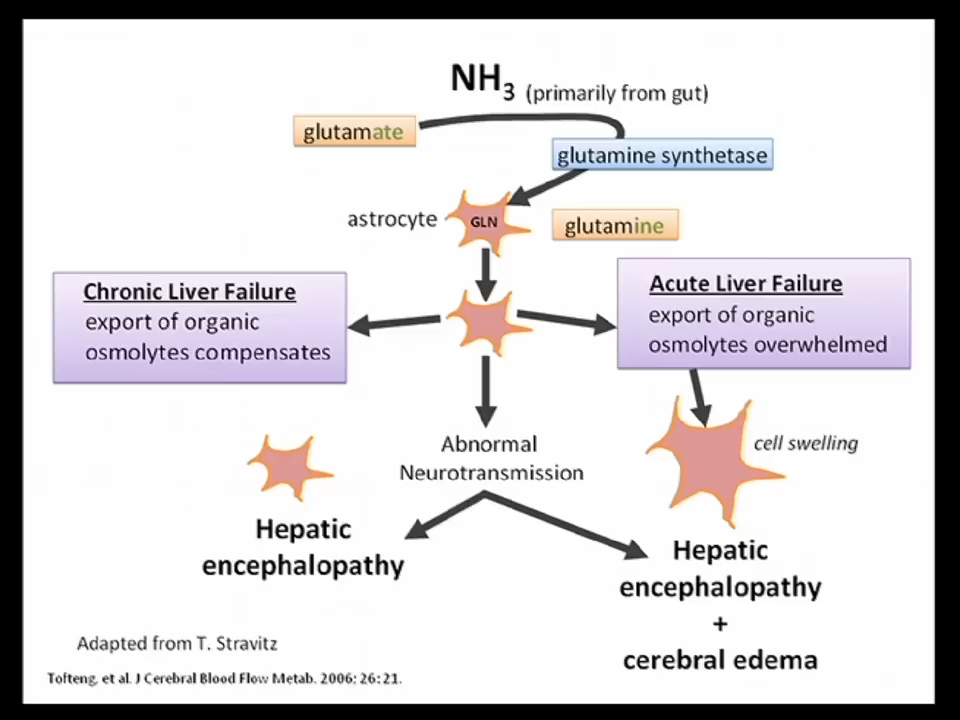 NH3 (primarily from gut)
glutamate
glutamine synthetase
astrocyte
GLN
glutamine
Chronic Liver Failure
export of organic
osmolytes compensates
Acute Liver Failure
export of organic
osmolytes overwhelmed
Abnormal
Neurotransmission
cell swelling
Hepatic
encephalopathy
Hepatic
encephalopathy
+
cerebral edema
Adapted from T. Stravitz
Tofteng, et al. J Cerebral Blood Flow Metab. 2006; 26: 21.